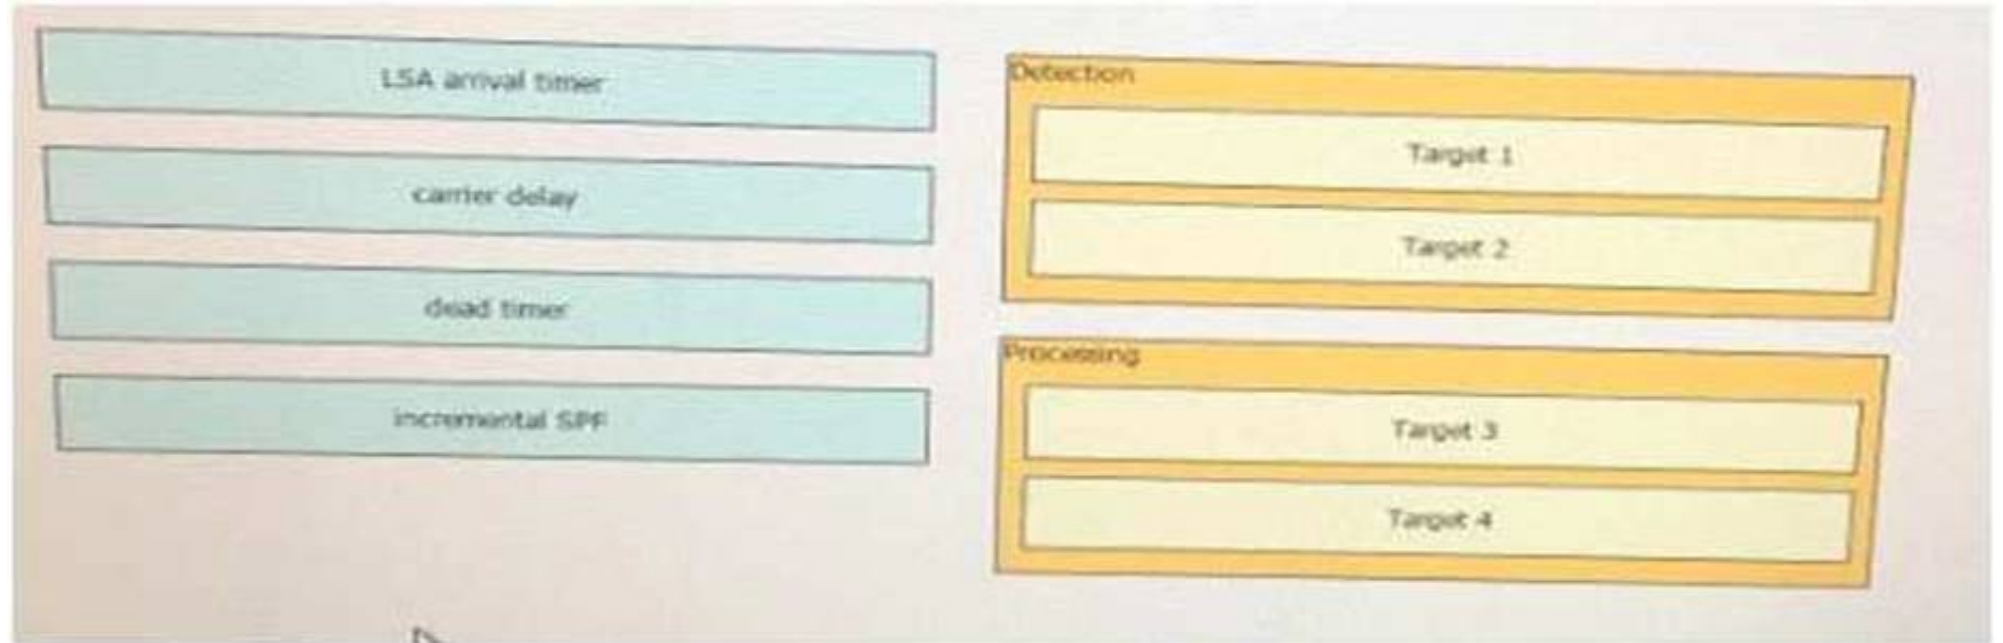 LSA arrival timer
carrier delay
dead timer
incremental SPF
Detection
Target 1
Target 2
Processing
Target 3
Target 4